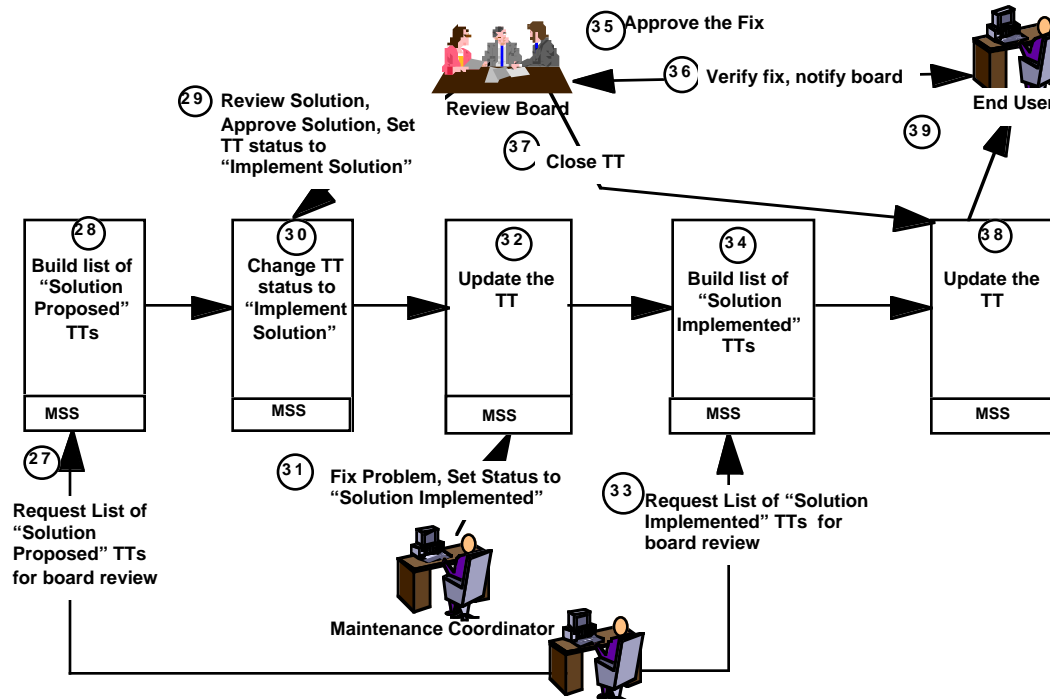 35
Approve the Fix
36
Verify fix, notify board
Review Board
End User
29
Review Solution,
Approve Solution, Set
TT status to
“Implement Solution”
37
Close TT
39
28
Build list of
“Solution
Proposed”
TTs
MSS
30
Change TT
status to
“Implement
Solution”
MSS
32
Update the
TT
MSS
34
Build list of
“Solution
Implemented”
TTs
MSS
38
Update the
TT
MSS
27
Request List of
“Solution
Proposed” TTs
for board review
31
Fix Problem, Set Status to
“Solution Implemented”
33
Request List of “Solution
Implemented” TTs for
board review
Maintenance Coordinator